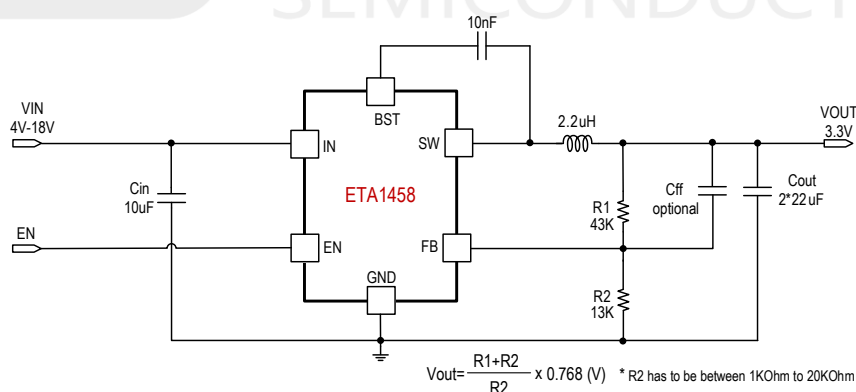 SEMICONDUCT
10nF
VIN
4V-18V
BST
2.2uH
VOUT
3.3V
IN
SW
Cin
10uF
ETA1458
R1
43K
Cff
optional
Cout
2*22uF
EN
EN
FB
GND
R2
13K
Vout= R1+R2 x 0.768 (V) * R2 has to be between 1KOhm to 20KOhm
R2